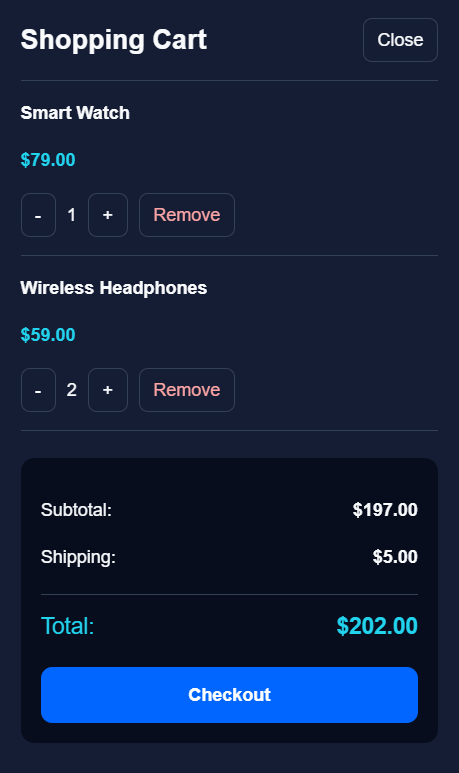 Shopping Cart Close
Smart Watch
$79.00
- 1 + Remove
Wireless Headphones
$59.00
- 2 + Remove
Subtotal: $197.00
Shipping: $5.00
Total: $202.00
Checkout